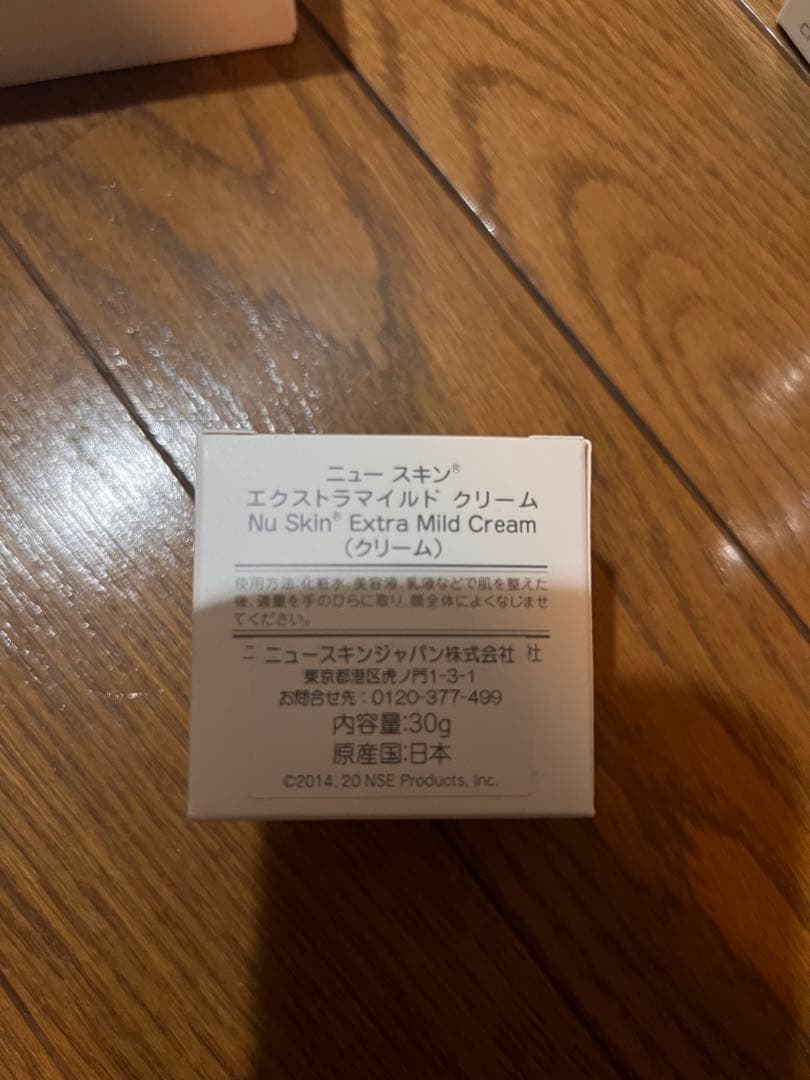 ニュー スキン®
エクストラマイルド クリーム
Nu Skin® Extra Mild Cream
（クリーム）
使用方法:化粧水、美容液、乳液などで肌を整えた
後、適量を手のひらに取り、顔全体によくなじませ
てください。
ニ ニュースキンジャパン株式会社 社
東京都港区虎ノ門1-3-1
お問合せ先：0120-377-499
内容量:30g
原産国:日本
©2014, 20 NSE Products, Inc.